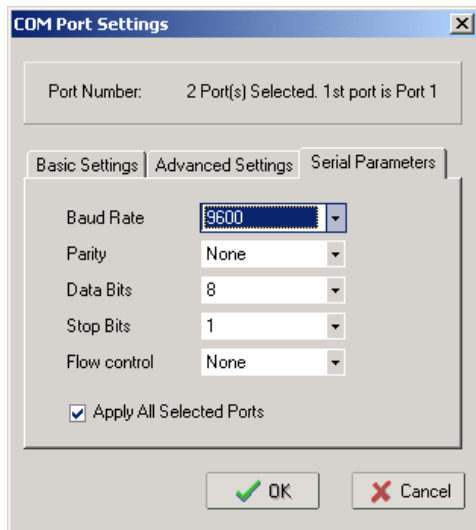 COM Port Settings
Port Number: 2 Port(s) Selected. 1st port is Port 1
Basic Settings Advanced Settings Serial Parameters
Baud Rate 9600
Parity None
Data Bits 8
Stop Bits 1
Flow control None
Apply All Selected Ports
OK Cancel